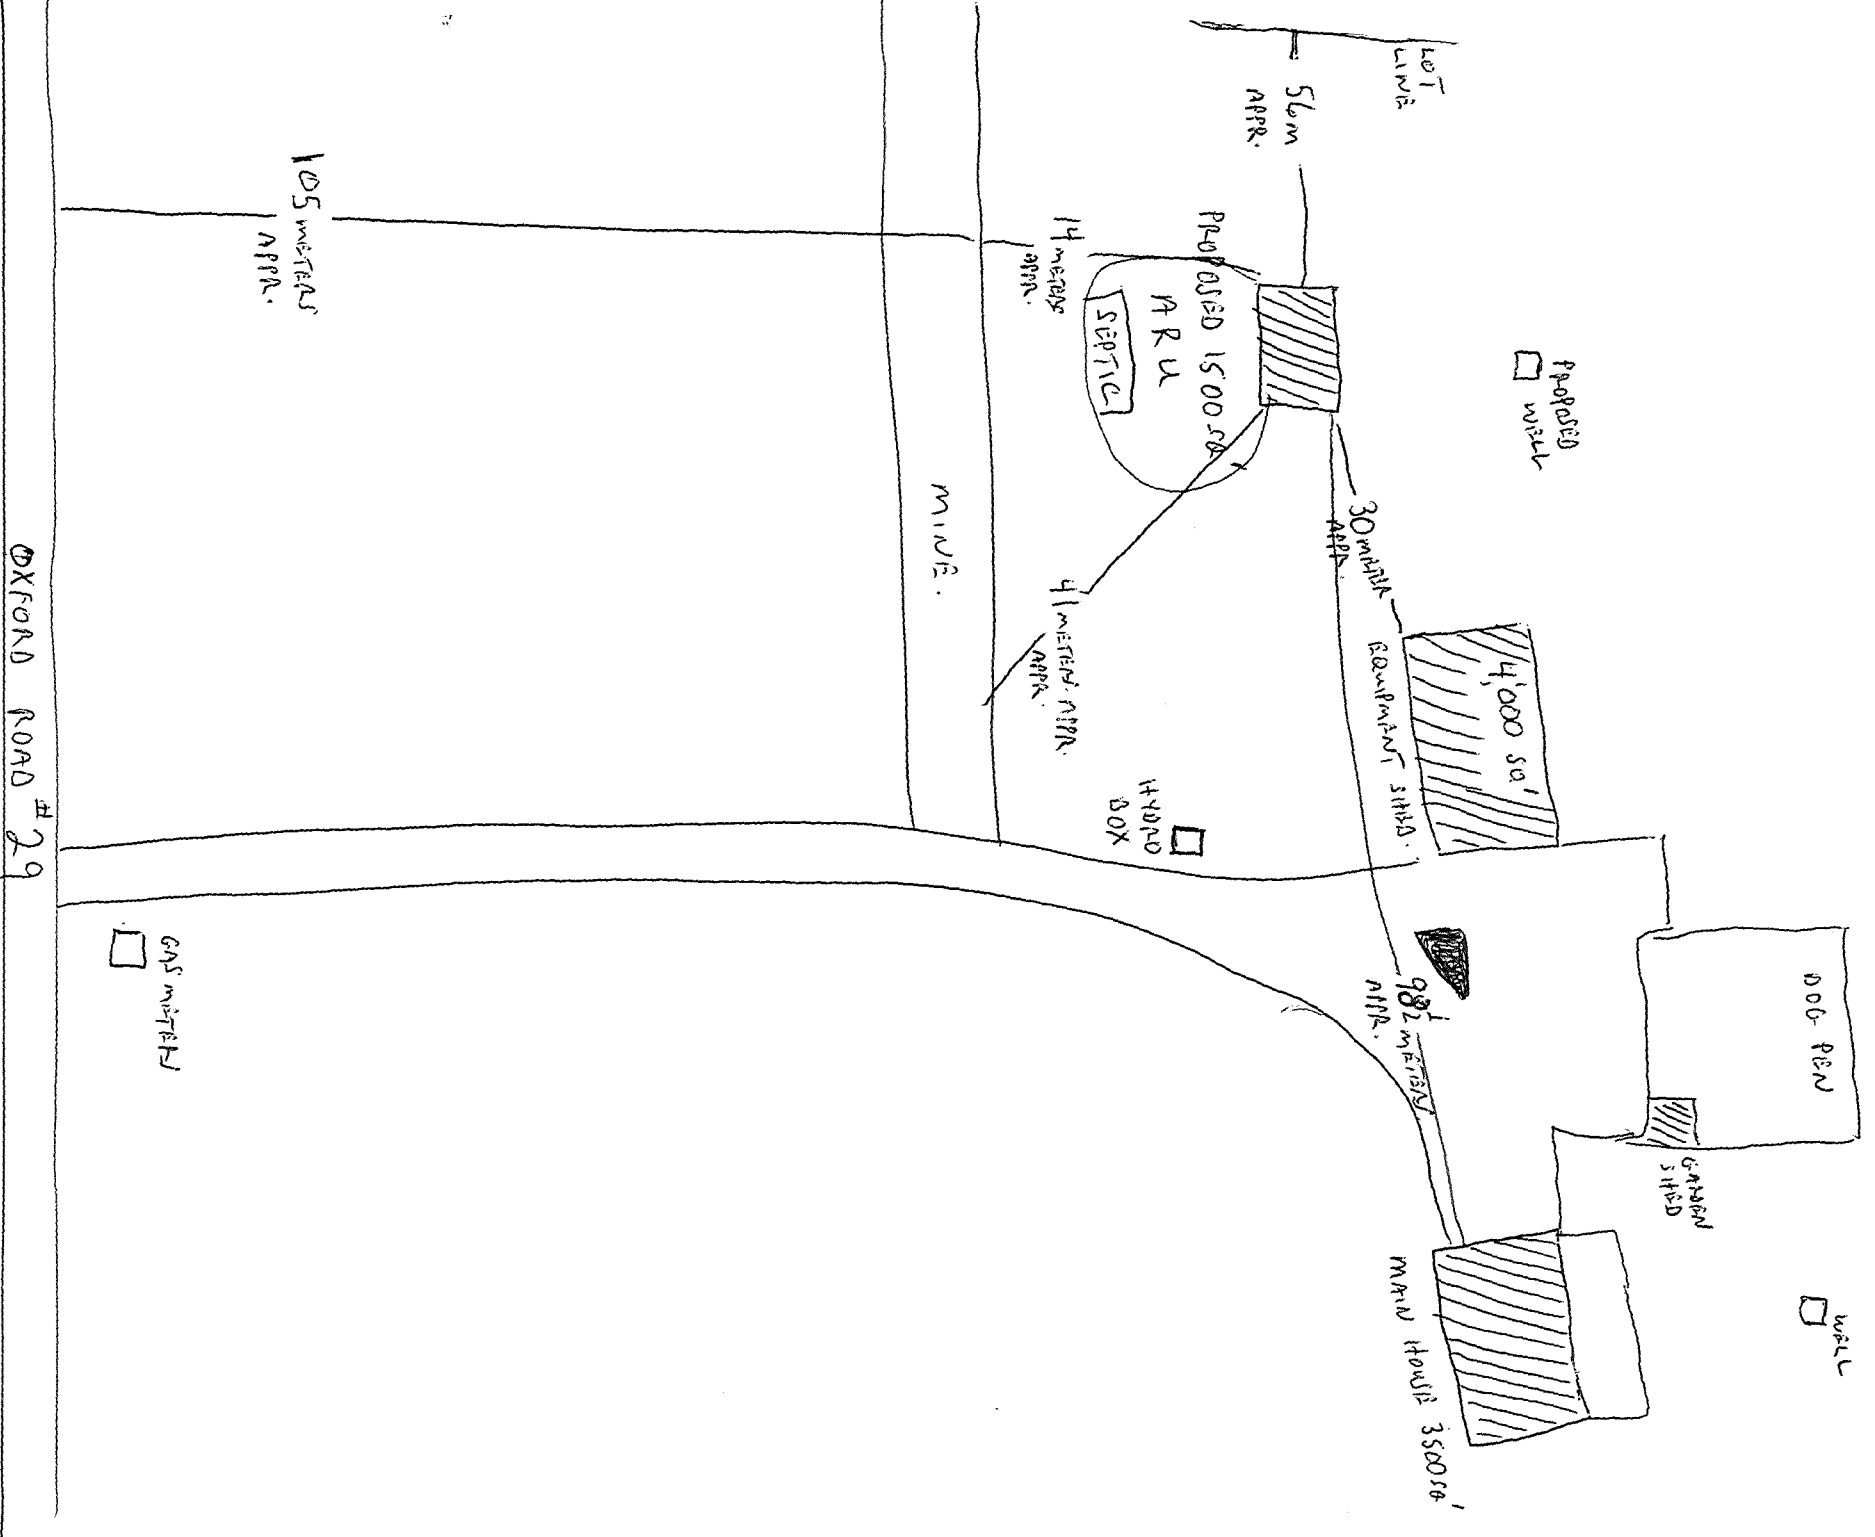 LOT
LINE
56m
APPR.
PROPOSED
WELL
PROPOSED 1500 SQ'
ARU
SEPTIC
14 METERS
APPR.
105 METERS
APPR.
30 METER
APPR.
4,000 SQ'
EQUIPMENT SHED.
41 METERS. APPR.
APPR.
MINE.
HYDRO
BOX
DOG PEN
GARDEN
SHED
METERS
APPR.
WELL
MAIN HOUSE 3500 SQ'
GAS METER
OXFORD ROAD #29